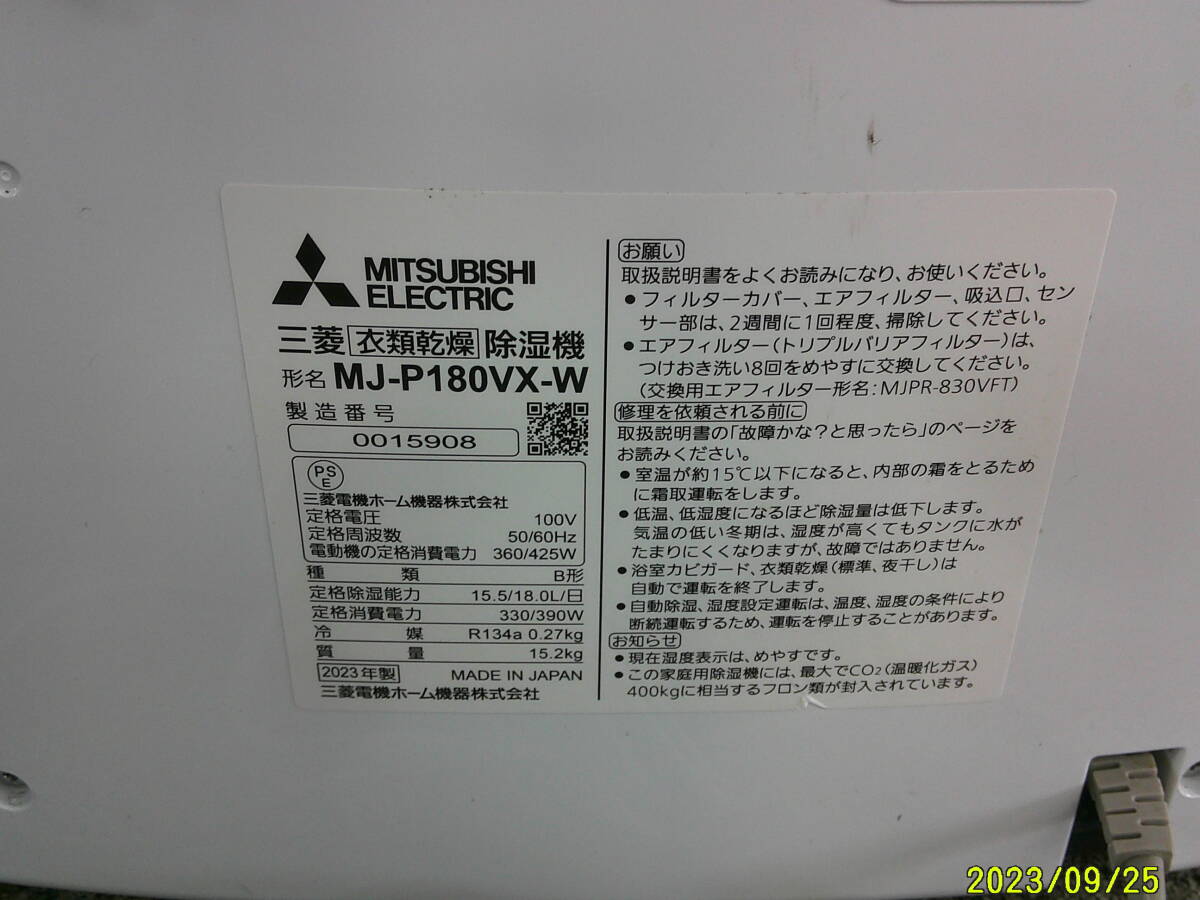 MITSUBISHI
ELECTRIC
三菱 衣類乾燥 除湿機
形名 MJ-P180VX-W
製造番号
0015908
PS
E
三菱電機ホーム機器株式会社
定格電圧 100V
定格周波数 50/60Hz
電動機の定格消費電力 360/425W
種類 B形
定格除湿能力 15.5/18.0L/日
定格消費電力 330/390W
冷媒 R134a 0.27kg
質量 15.2kg
2023年製 MADE IN JAPAN
三菱電機ホーム機器株式会社
お願い
取扱説明書をよくお読みになり、お使いください。
●フィルターカバー、エアフィルター、吸込口、セン
サー部は、2週間に1回程度、掃除してください。
●エアフィルター(トリプルバリアフィルター)は、
つけおき洗い8回をめやすに交換してください。
(交換用エアフィルター形名:MJPR-830VFT)
修理を依頼される前に
取扱説明書の「故障かな?と思ったら」のページを
お読みください。
●室温が約15℃以下になると、内部の霜をとるため
に霜取運転をします。
●低温、低湿度になるほど除湿量は低下します。
気温の低い冬期は、湿度が高くてもタンクに水が
たまりにくくなりますが、故障ではありません。
●浴室カビガード、衣類乾燥(標準、夜干し)は
自動で運転を終了します。
●自動除湿、湿度設定運転は、温度、湿度の条件により
断続運転するため、運転を停止することがあります。
お知らせ
●現在湿度表示は、めやすです。
●この家庭用除湿機には、最大でCO₂(温暖化ガス)
400kgに相当するフロン類が封入されています。
2023/09/25